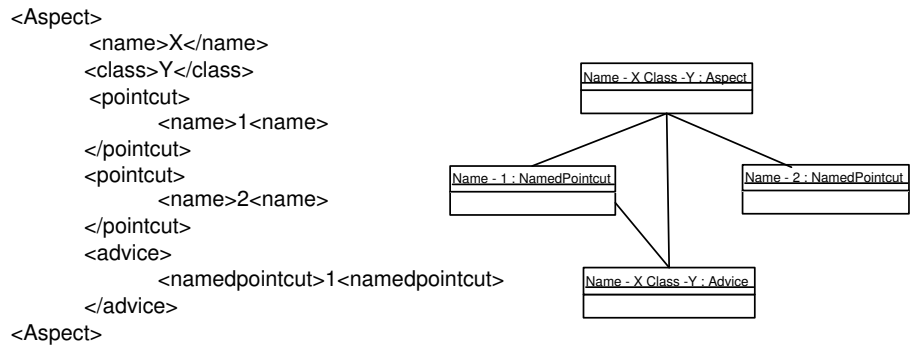 <Aspect>
<name>X</name>
<class>Y</class>
<pointcut>
<name>1<name>
</pointcut>
<pointcut>
<name>2<name>
</pointcut>
<advice>
<namedpointcut>1<namedpointcut>
</advice>
<Aspect>
Name - X Class -Y : Aspect
Name - 1 : NamedPointcut
Name - 2 : NamedPointcut
Name - X Class -Y : Advice